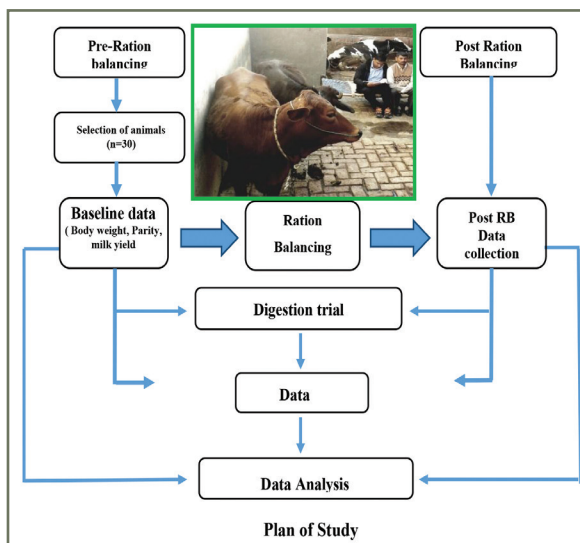 Pre-Ration
balancing
Post Ration
Balancing
Selection of animals
(n=30)
Baseline data
( Body weight, Parity,
milk yield
Ration
Balancing
Post RB
Data
collection
Digestion trial
Data
Data Analysis
Plan of Study